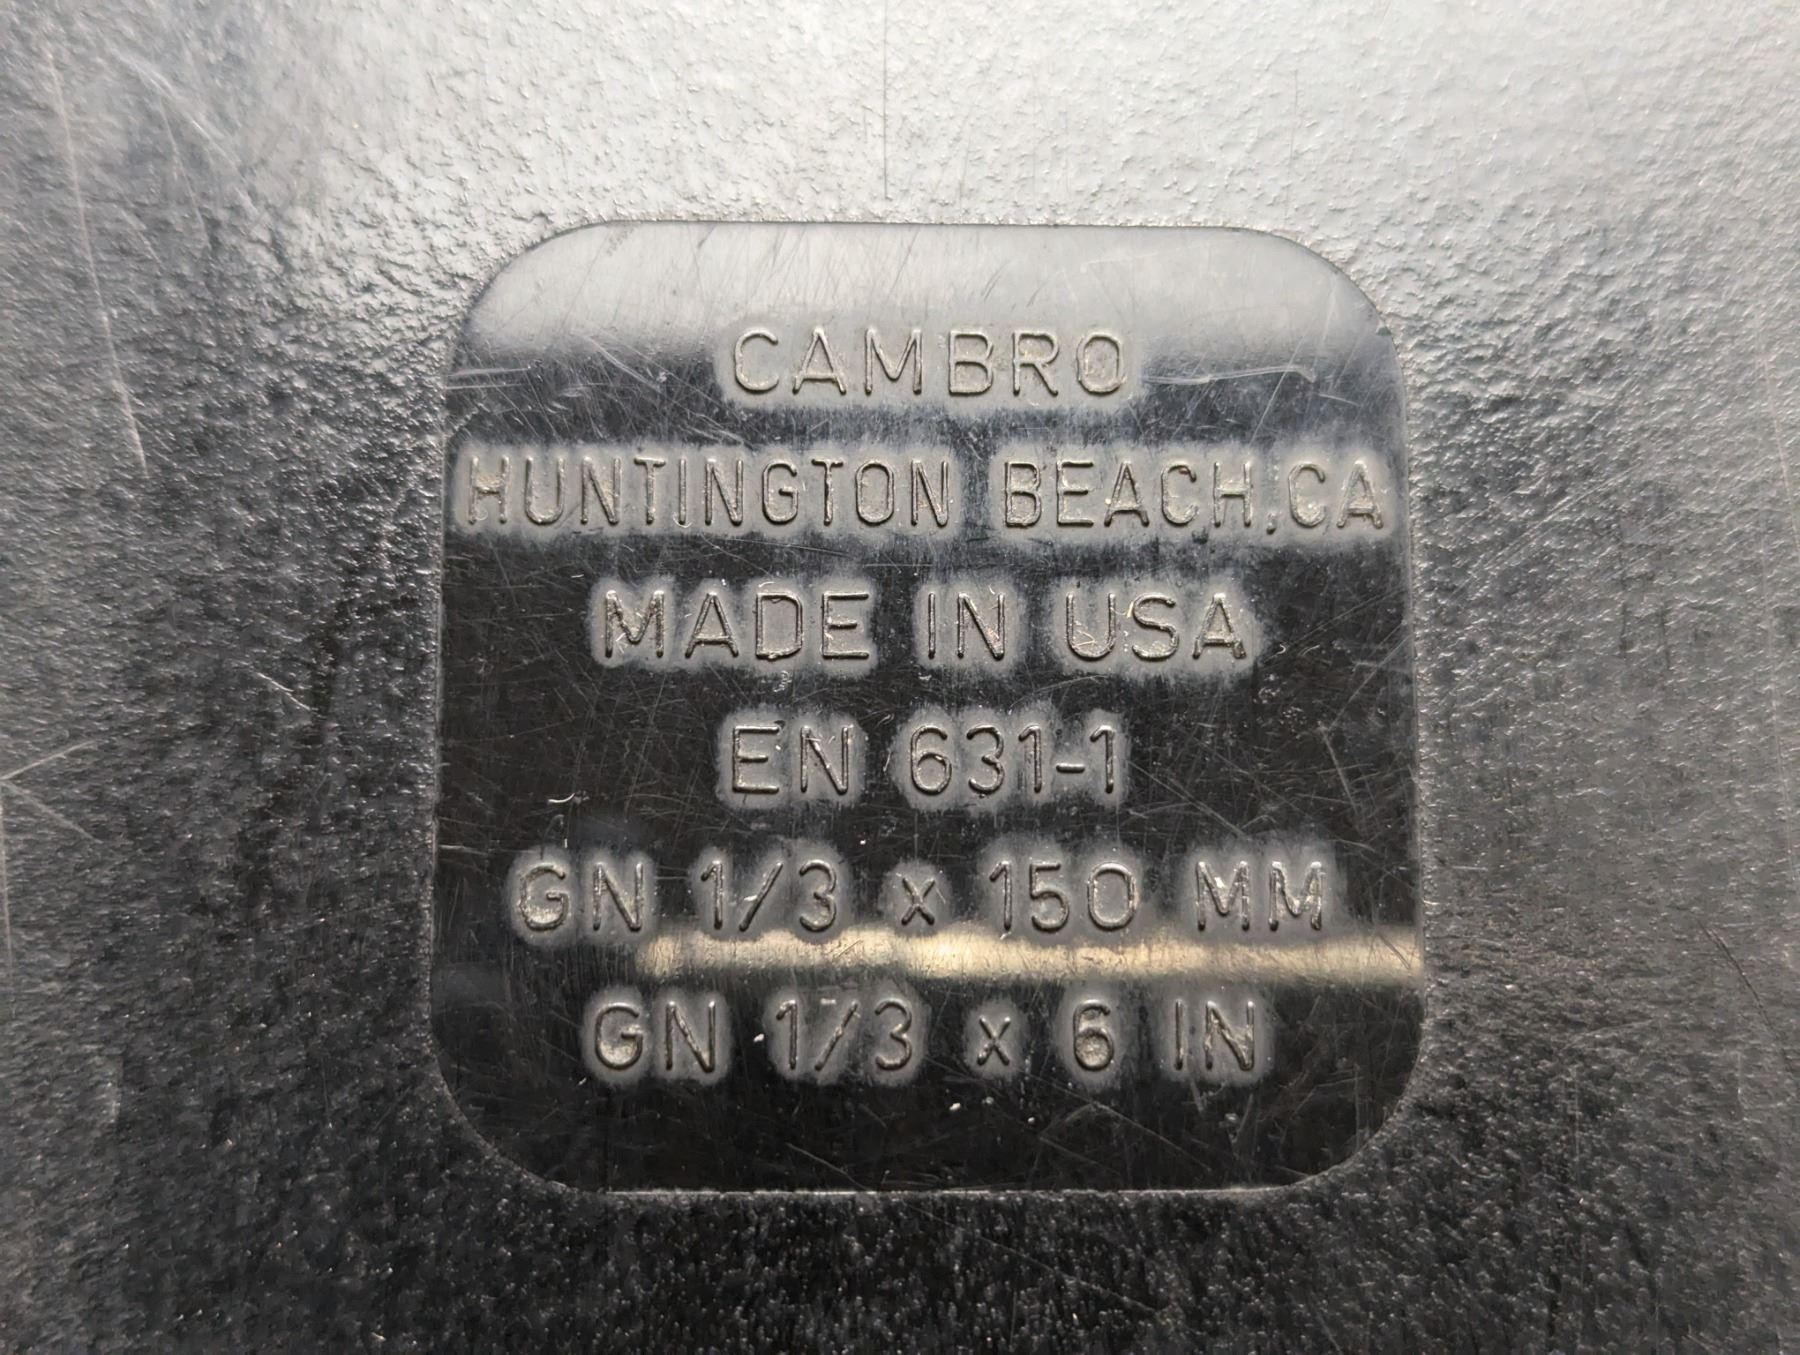 CAMBRO
HUNTINGTON BEACH,CA
MADE IN USA
EN 631-1
GN 1/3 x 150 MM
GN 1/3 x 6 IN